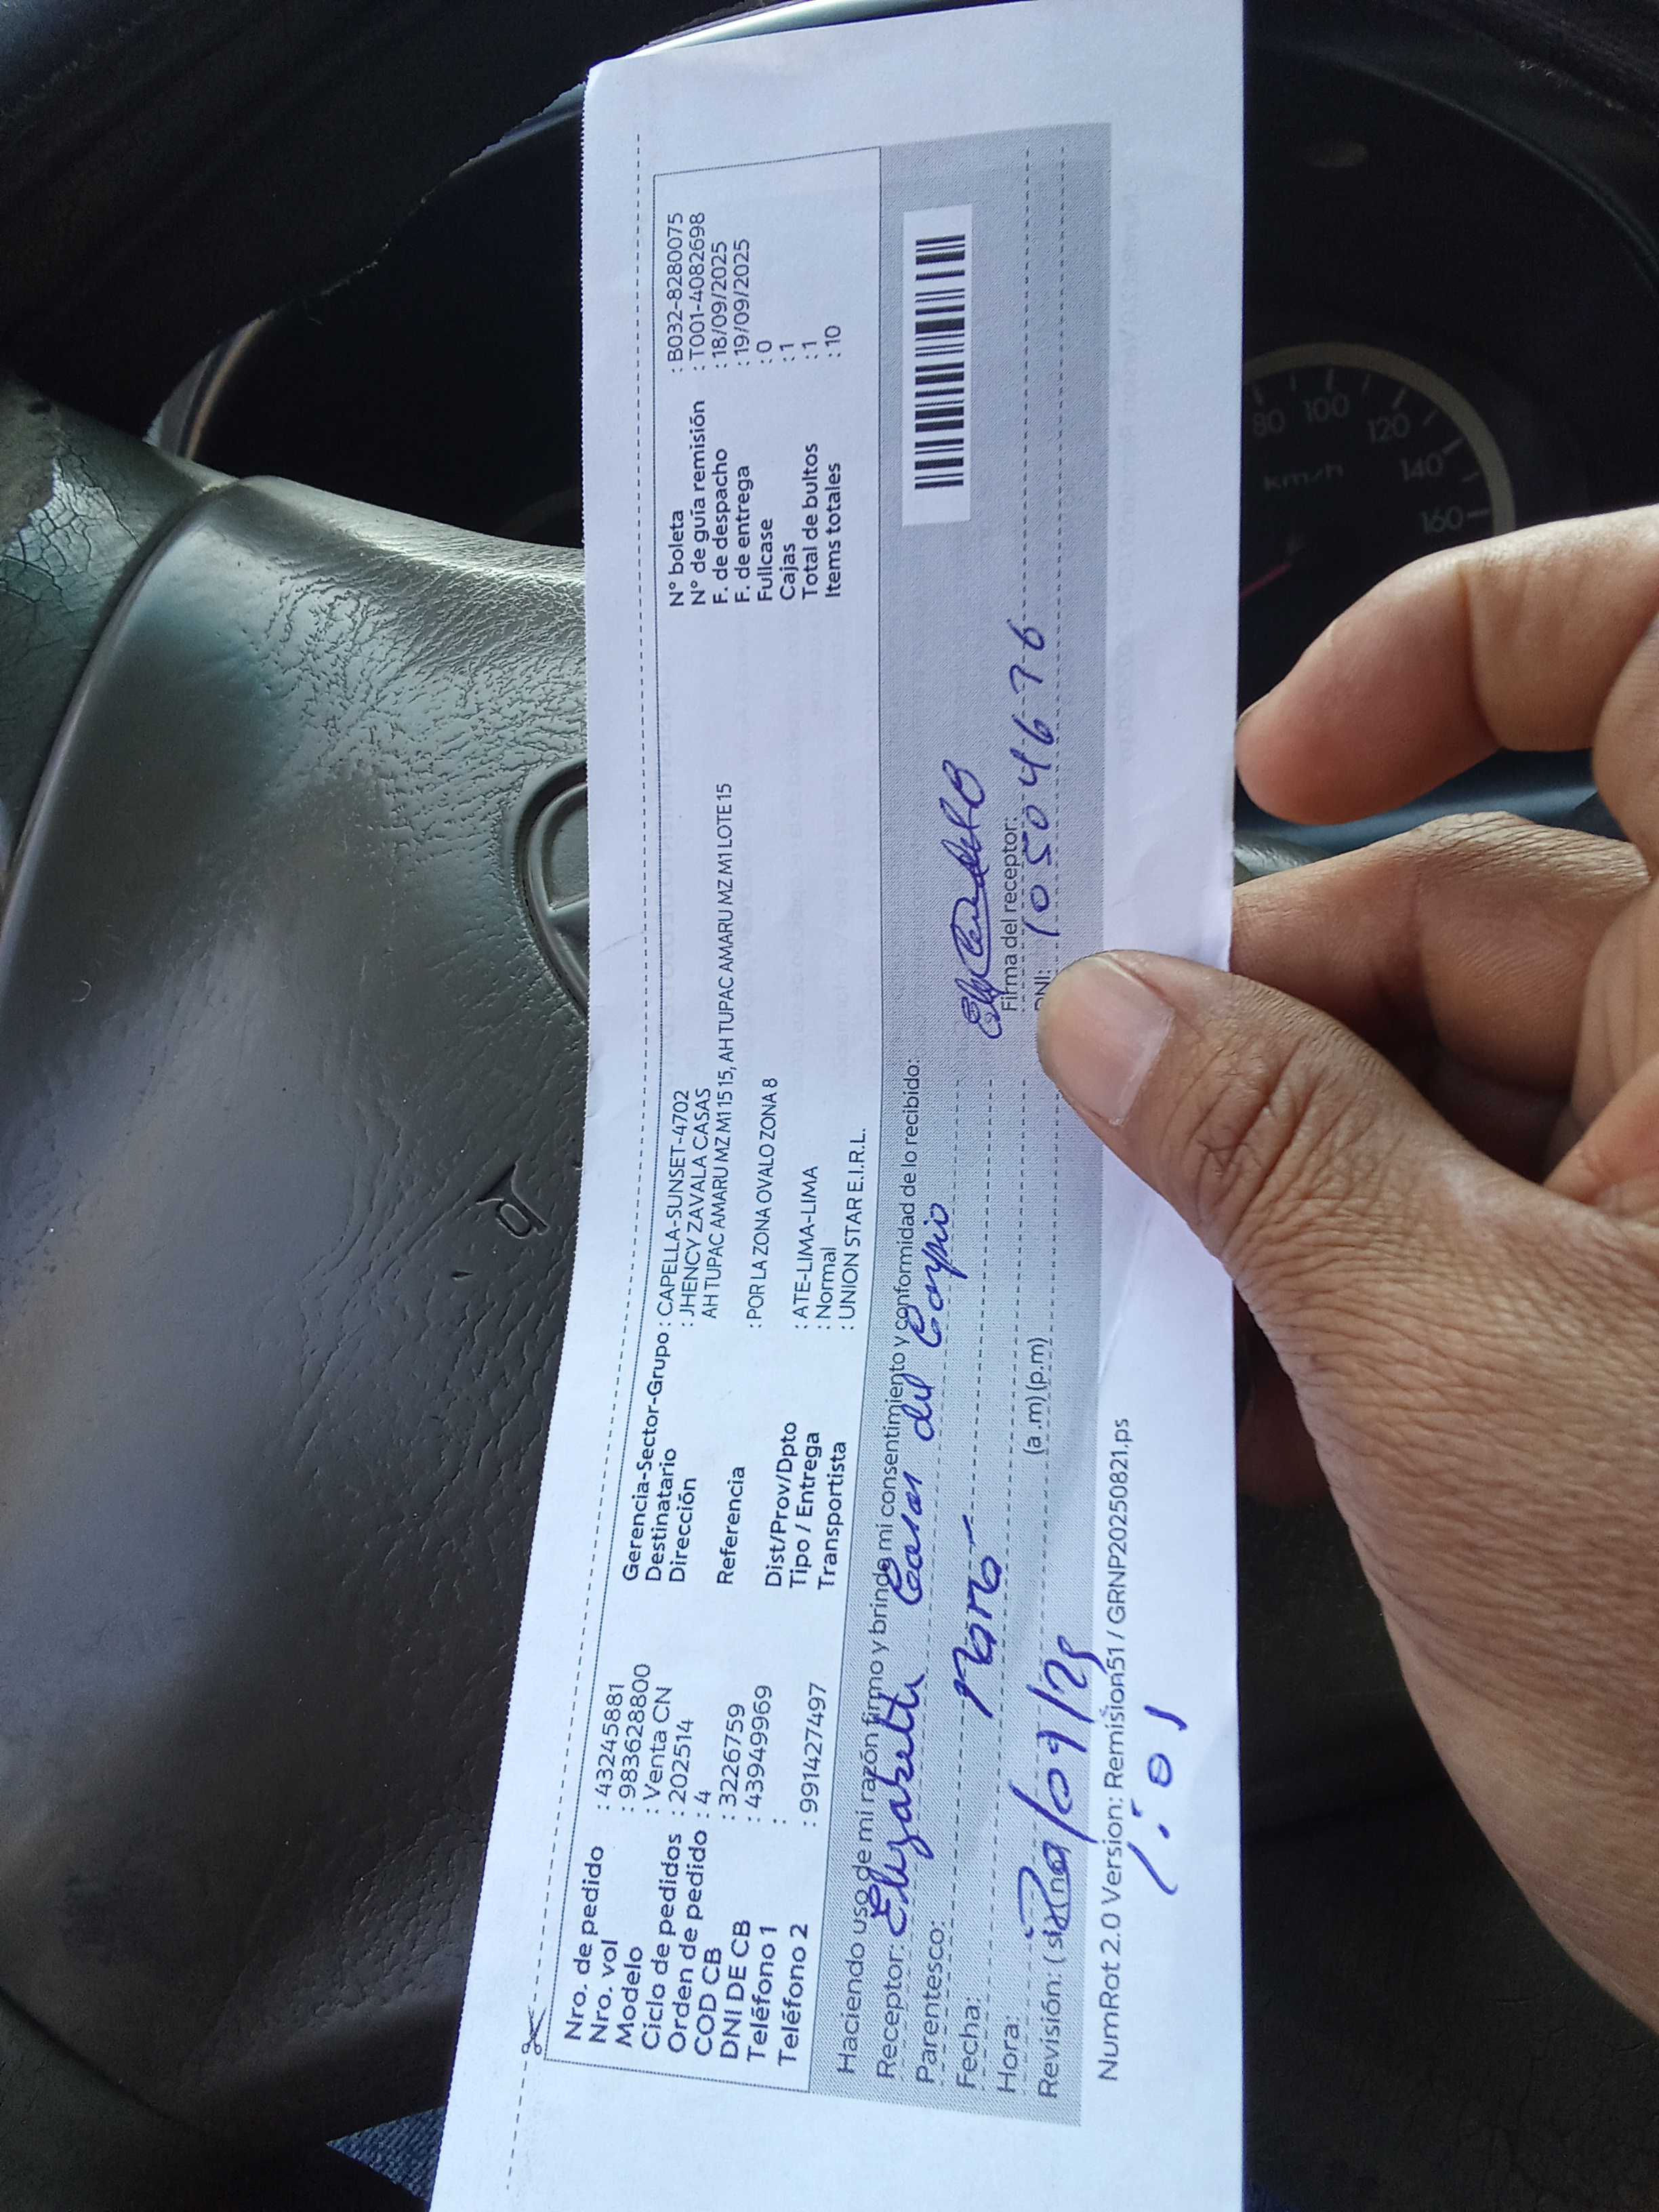 Nro. de pedido : 43245881
Nro. vol : 983628800
Modelo : Venta CN
Ciclo de pedidos : 202514
Orden de pedido : 4
COD CB : 3226759
DNI DE CB : 43949969
Teléfono 1 :
Teléfono 2 : 991427497
Gerencia-Sector-Grupo : CAPELLA-SUNSET-4702
Destinatario : JHENCY ZAVALA CASAS
Dirección AH TUPAC AMARU MZ M1 15 15, AH TUPAC AMARU MZ M1 LOTE 15
Referencia : POR LA ZONA OVALO ZONA 8
Dist/Prov/Dpto : ATE-LIMA-LIMA
Tipo / Entrega : Normal
Transportista : UNION STAR E.I.R.L.
N° boleta : B032-8280075
N° de guía remisión : T001-4082698
F. de despacho : 18/09/2025
F. de entrega : 19/09/2025
Fullcase : 0
Cajas : 1
Total de bultos : 1
Items totales : 10
Haciendo uso de mi razón firmo y brindo mi consentimiento y conformidad de lo recibido:
Receptor: Elizabeth Casas del Carpio
Parentesco:
Fecha:
Hora: (a .m) (p.m)
Revisión: (si) (no) /09/25
Firma del receptor:
DNI: 10504676
NumRot 2.0 Version: Remision51 / GRNP20250821.ps
1:01
80
100
120
140
160
km/h